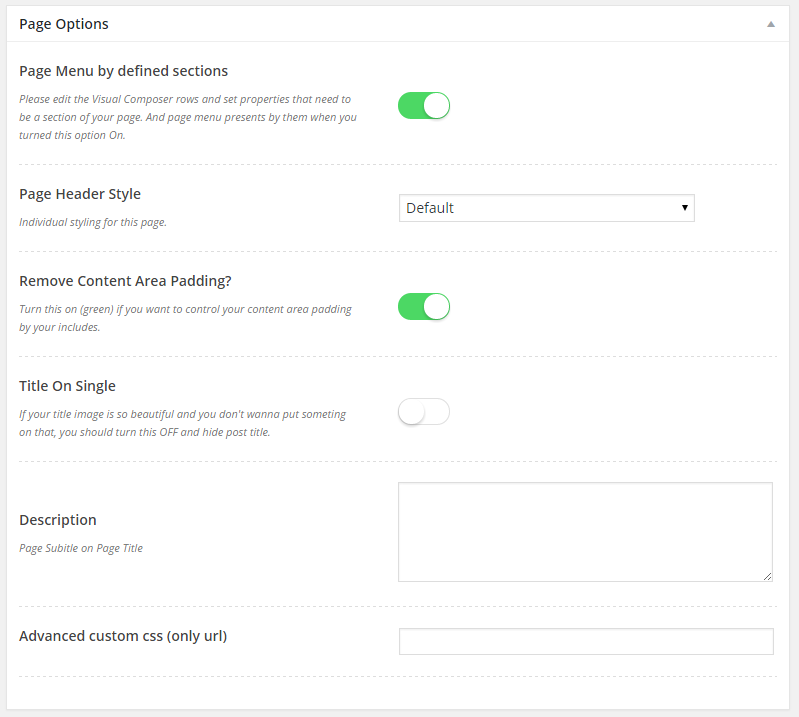 Page Options
Page Menu by defined sections
Please edit the Visual Composer rows and set properties that need to
be a section of your page. And page menu presents by them when you
turned this option On.
Page Header Style
Default
Individual styling for this page.
Remove Content Area Padding?
Turn this on (green) if you want to control your content area padding
by your includes.
Title On Single
If your title image is so beautiful and you don't wanna put someting
on that, you should turn this OFF and hide post title.
Description
Page Subitle on Page Title
Advanced custom css (only url)